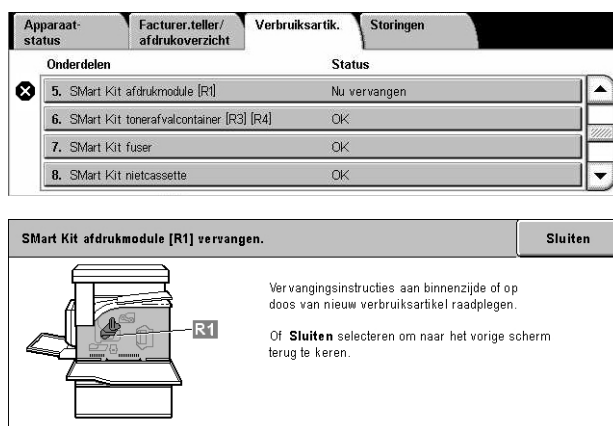 Apparaat-
status
Facturer.teller/
afdrukoverzicht
Verbruiksartik.
Storingen
Onderdelen Status
5. SMart Kit afdrukmodule [R1] Nu vervangen
6. SMart Kit tonerafvalcontainer [R3] [R4] OK
7. SMart Kit fuser OK
8. SMart Kit nietcassette OK
SMart Kit afdrukmodule [R1] vervangen. Sluiten
Vervangingsinstructies aan binnenzijde of op
doos van nieuw verbruiksartikel raadplegen.
R1
Of Sluiten selecteren om naar het vorige scherm
terug te keren.